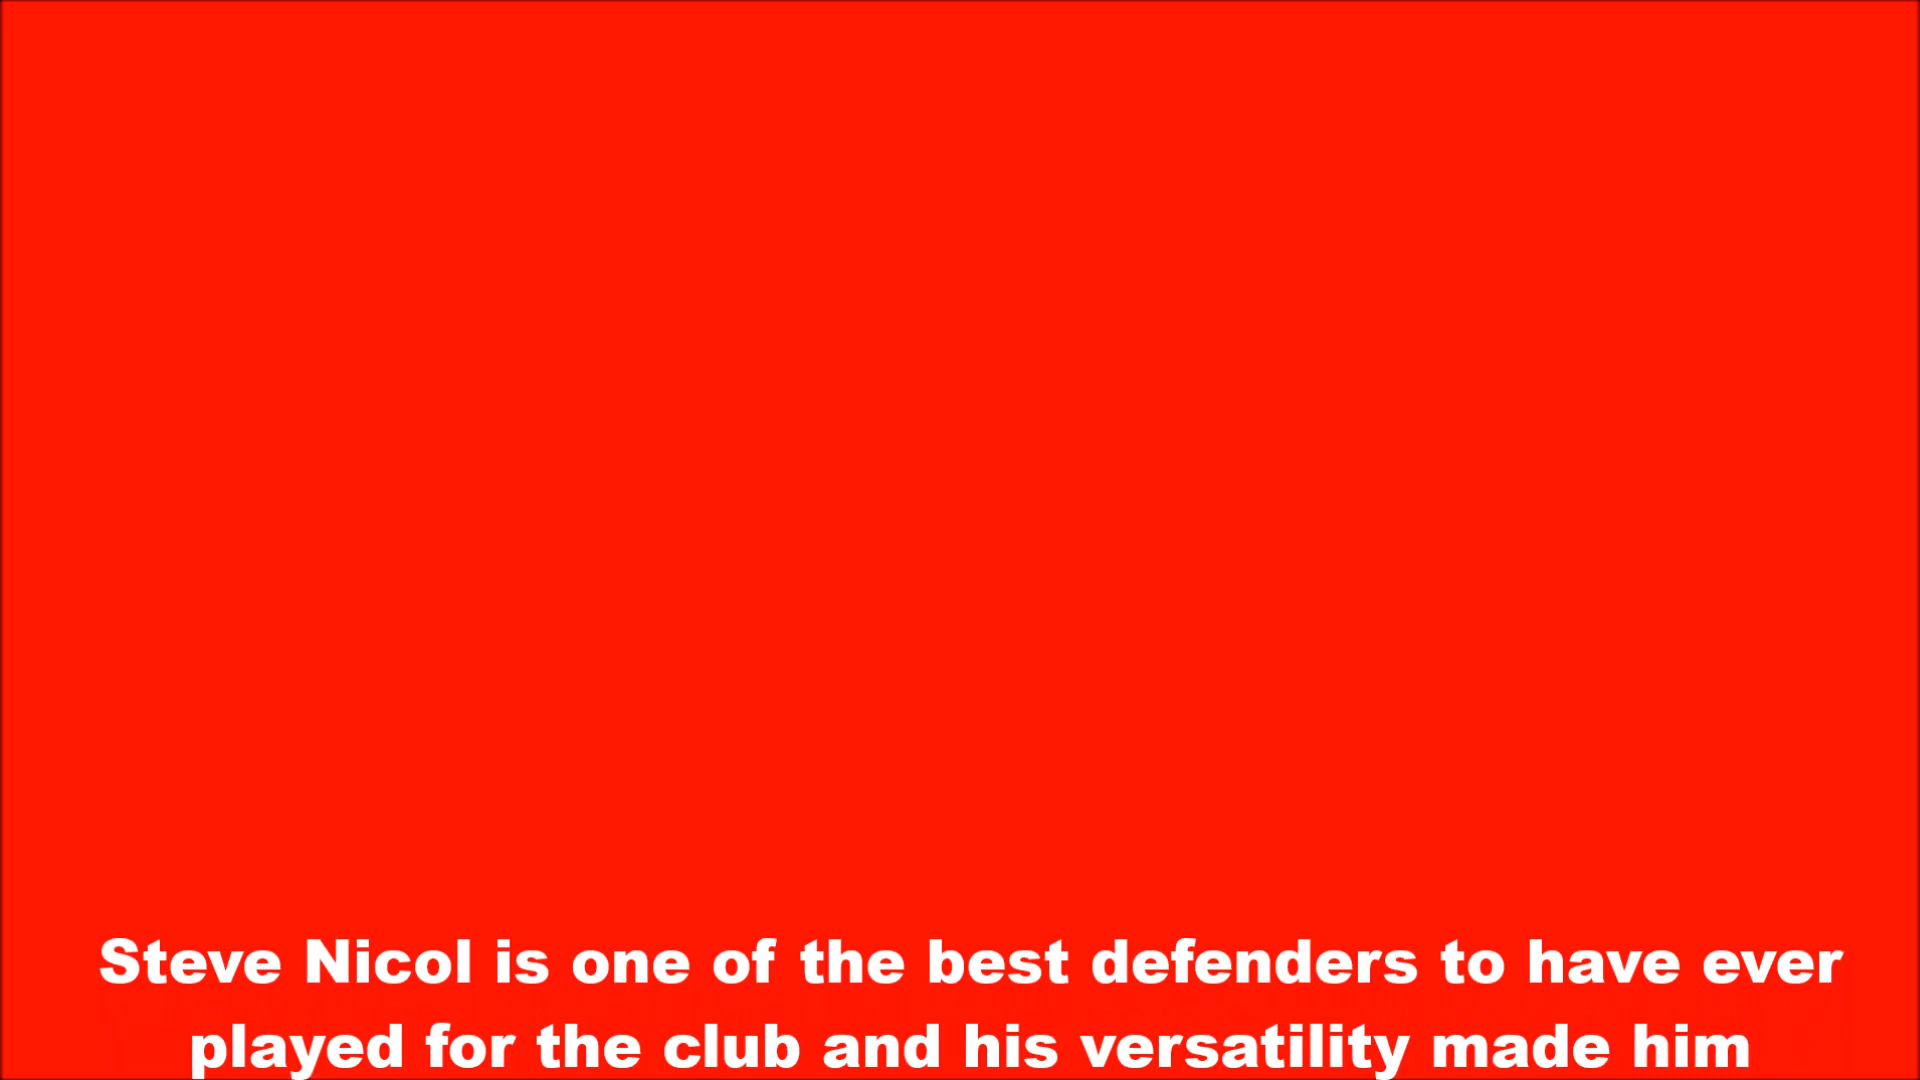 Steve Nicol is one of the best defenders to have ever
played for the club and his versatility made him